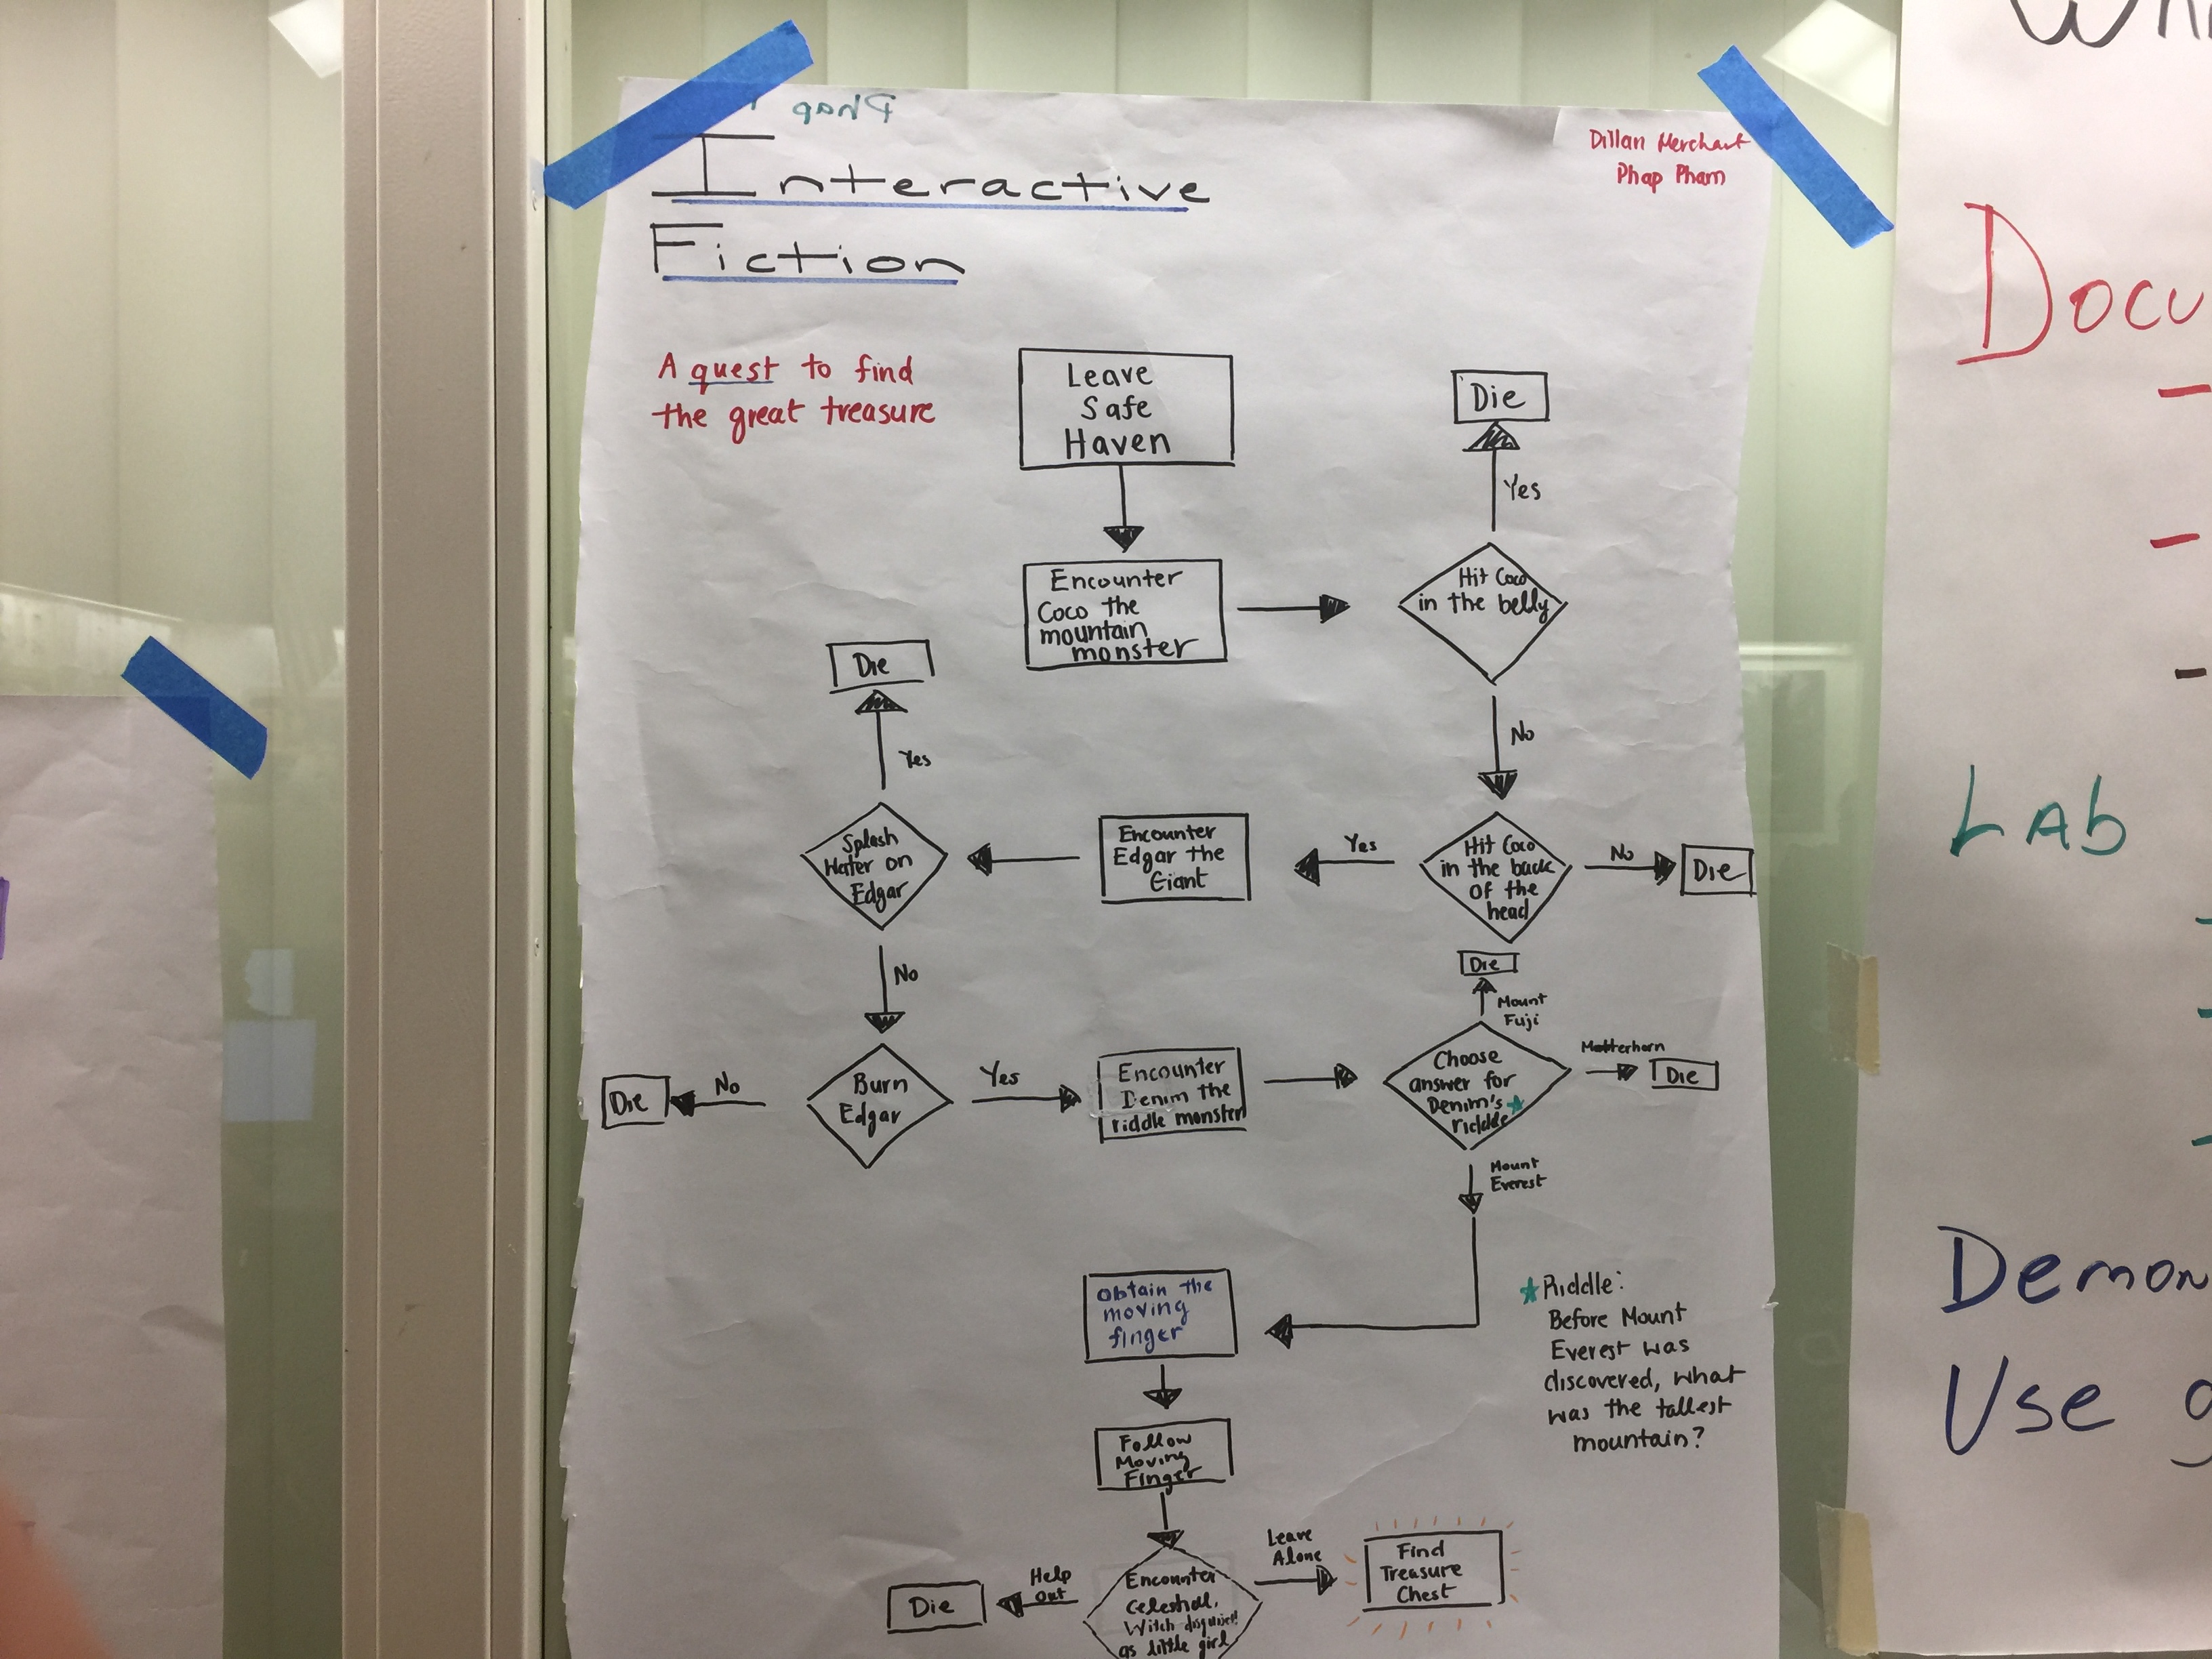 Phap
Interactive
Fiction
Dillan Merchant
Phap Pham
A quest to find
the great treasure
Leave
Safe
Haven
Die
Yes
Encounter
Coco the
mountain
monster
Hit Coco
in the belly
No
Die
Yes
Splash
Water on
Edgar
Encounter
Edgar the
Giant
Yes
Hit Coco
in the back
of the
head
No
Die
No
Die
Mount
Fuji
Die
No
Burn
Edgar
Yes
Encounter
Denim the
riddle monster
Choose
answer for
Denim's
riddle
Matterhorn
Die
Mount
Everest
Obtain the
moving
finger
Riddle:
Before Mount
Everest was
discovered, what
was the tallest
mountain?
Follow
Moving
Finger
Die
Help
Out
Encounter
Celestial,
Witch disguised
as little girl
Leave
Alone
Find
Treasure
Chest
Docu
Lab
Demon
Use g